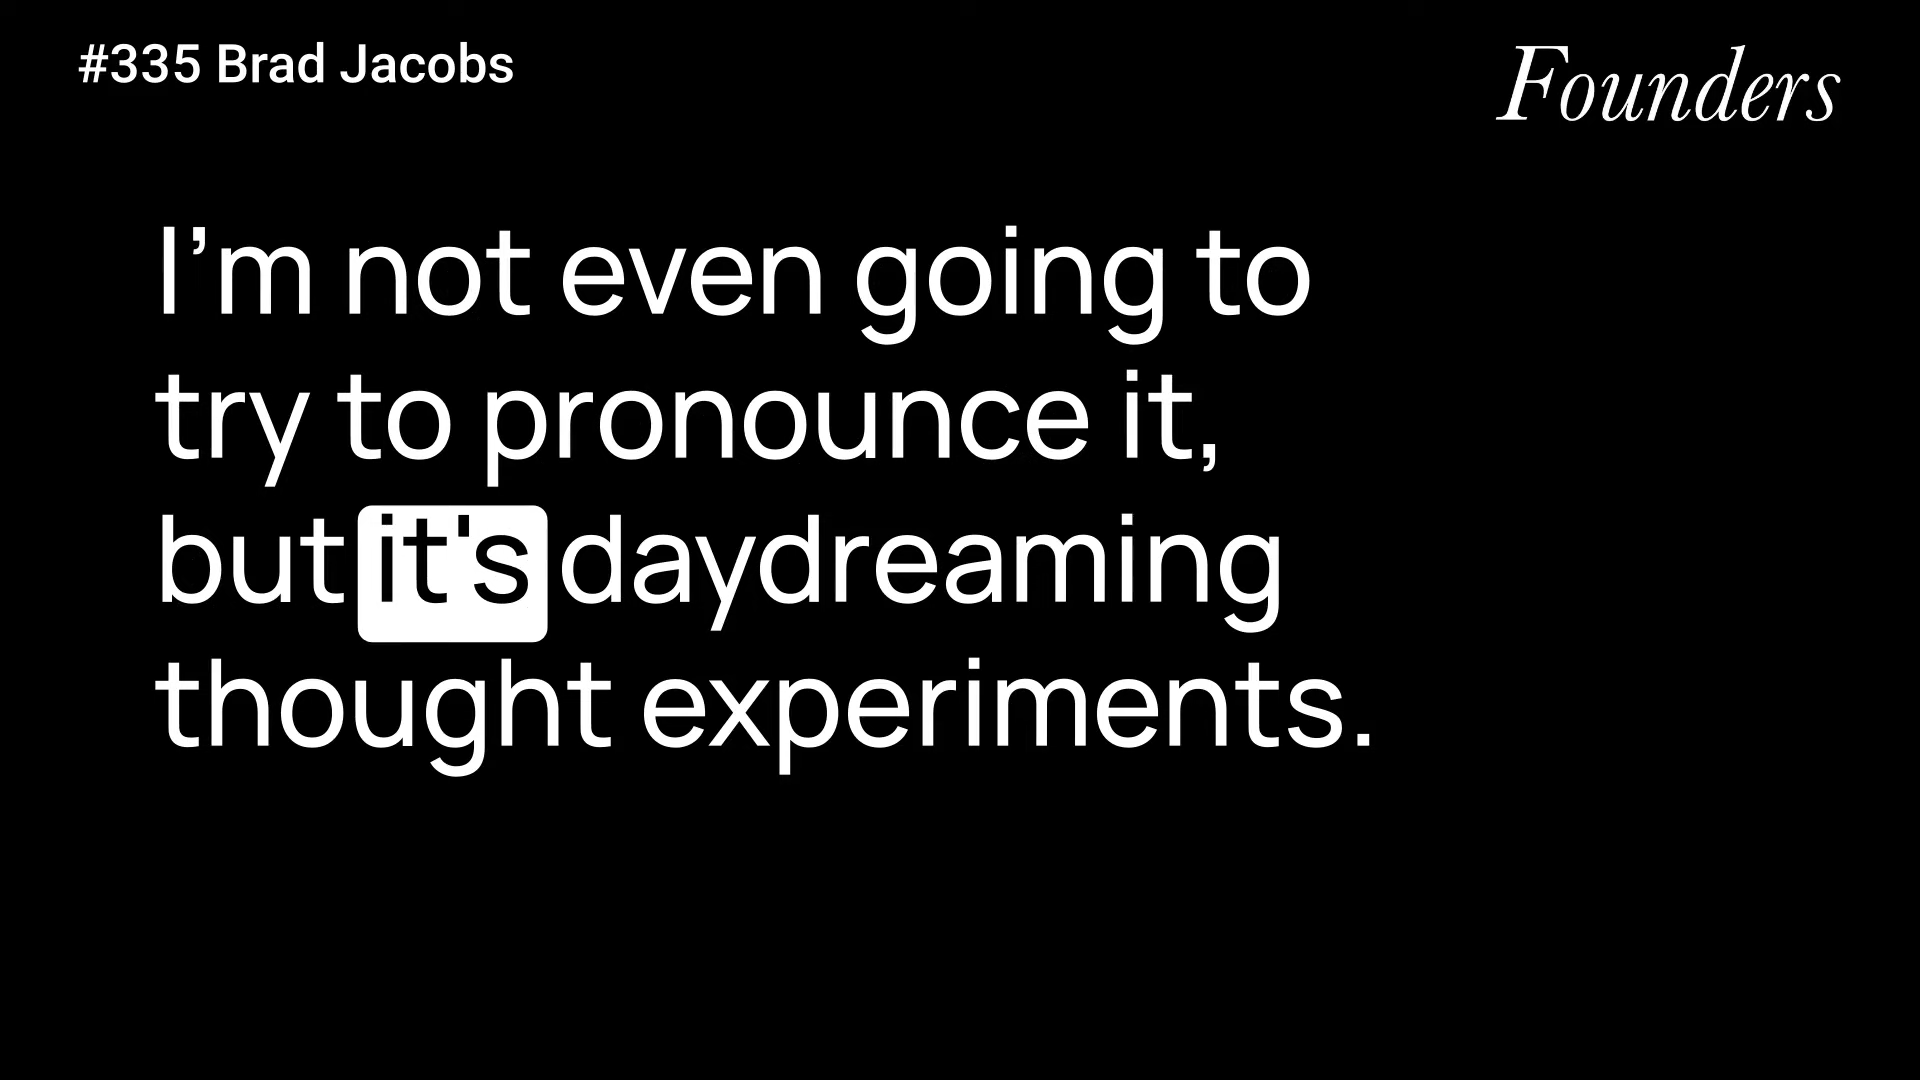 #335 Brad Jacobs
Founders
I’m not even going to
try to pronounce it,
but it's daydreaming
thought experiments.